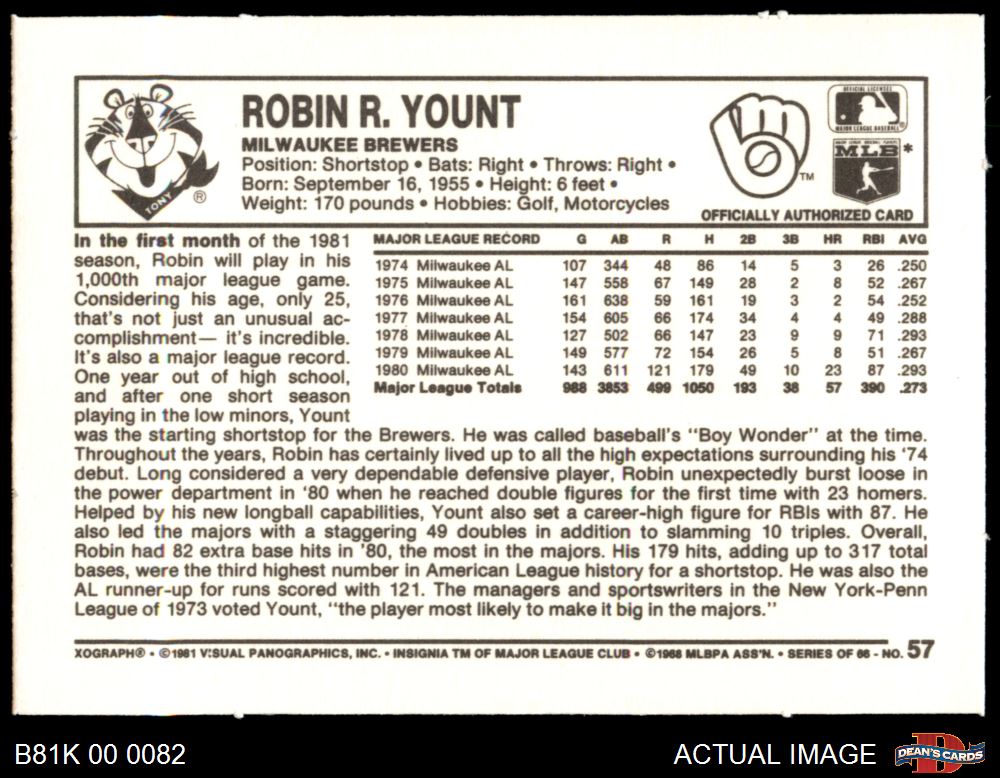 TONY ®
ROBIN R. YOUNT
MILWAUKEE BREWERS
Position: Shortstop • Bats: Right • Throws: Right •
Born: September 16, 1955 • Height: 6 feet •
Weight: 170 pounds • Hobbies: Golf, Motorcycles
TM
OFFICIAL LICENSEE
MAJOR LEAGUE BASEBALL®
MLB *
OFFICIALLY AUTHORIZED CARD
In the first month of the 1981
season, Robin will play in his
1,000th major league game.
Considering his age, only 25,
that's not just an unusual ac-
complishment— it's incredible.
It's also a major league record.
One year out of high school,
and after one short season
playing in the low minors, Yount
MAJOR LEAGUE RECORD G AB R H 2B 3B HR RBI AVG
1974 Milwaukee AL 107 344 48 86 14 5 3 26 .250
1975 Milwaukee AL 147 558 67 149 28 2 8 52 .267
1976 Milwaukee AL 161 638 59 161 19 3 2 54 .252
1977 Milwaukee AL 154 605 66 174 34 4 4 49 .288
1978 Milwaukee AL 127 502 66 147 23 9 9 71 .293
1979 Milwaukee AL 149 577 72 154 26 5 8 51 .267
1980 Milwaukee AL 143 611 121 179 49 10 23 87 .293
Major League Totals 988 3853 499 1050 193 38 57 390 .273
was the starting shortstop for the Brewers. He was called baseball's "Boy Wonder" at the time.
Throughout the years, Robin has certainly lived up to all the high expectations surrounding his '74
debut. Long considered a very dependable defensive player, Robin unexpectedly burst loose in
the power department in '80 when he reached double figures for the first time with 23 homers.
Helped by his new longball capabilities, Yount also set a career-high figure for RBIs with 87. He
also led the majors with a staggering 49 doubles in addition to slamming 10 triples. Overall,
Robin had 82 extra base hits in '80, the most in the majors. His 179 hits, adding up to 317 total
bases, were the third highest number in American League history for a shortstop. He was also the
AL runner-up for runs scored with 121. The managers and sportswriters in the New York-Penn
League of 1973 voted Yount, "the player most likely to make it big in the majors."
XOGRAPH® • ©1981 VISUAL PANOGRAPHICS, INC. • INSIGNIA TM OF MAJOR LEAGUE CLUB • ©1968 MLBPA ASS'N. • SERIES OF 66 - NO. 57
B81K 00 0082
ACTUAL IMAGE
DEAN'S CARDS